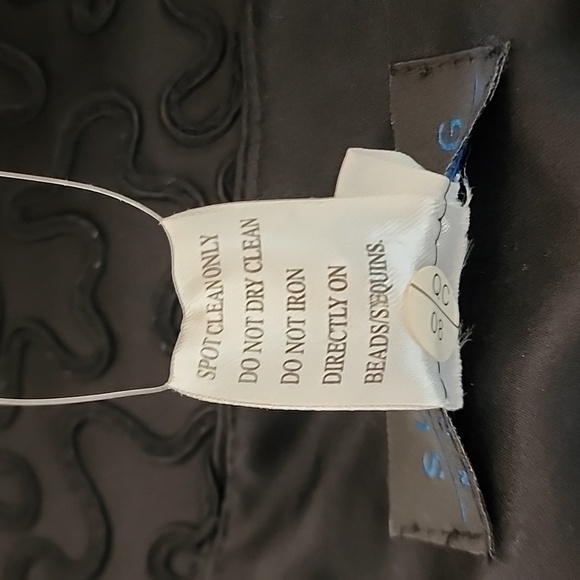 SPOT CLEAN ONLY
DO NOT DRY CLEAN
DO NOT IRON
DIRECTLY ON
BEADS/SEQUINS.
QC
08
S
G